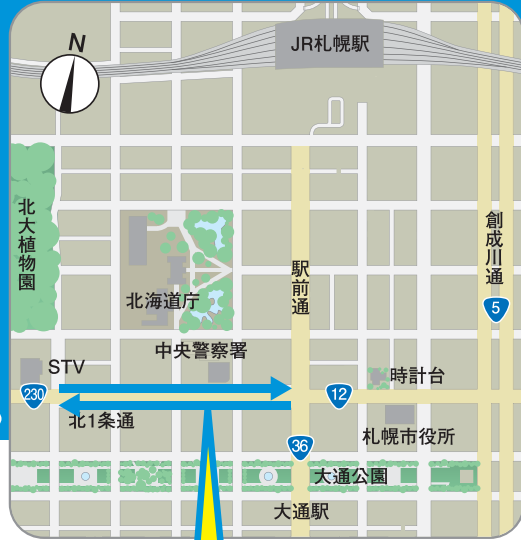 N
JR札幌駅
北大植物園
創成川通
駅前通
5
北海道庁
中央警察署
STV
時計台
230
12
北1条通
札幌市役所
36
大通公園
大通駅